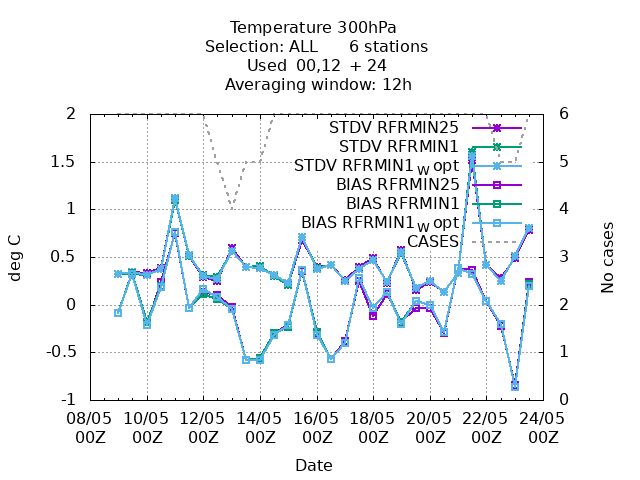 Temperature 300hPa
Selection: ALL 6 stations
Used 00,12 + 24
Averaging window: 12h
2 6
STDV RFRMIN25
STDV RFRMIN1
1.5 5
STDV RFRMIN1w opt
BIAS RFRMIN25
BIAS RFRMIN1
1 4
BIAS RFRMIN1w opt
CASES
0.5 3
deg C
No cases
0 2
-0.5 1
-1 0
08/05 10/05 12/05 14/05 16/05 18/05 20/05 22/05 24/05
00Z 00Z 00Z 00Z 00Z 00Z 00Z 00Z 00Z
Date